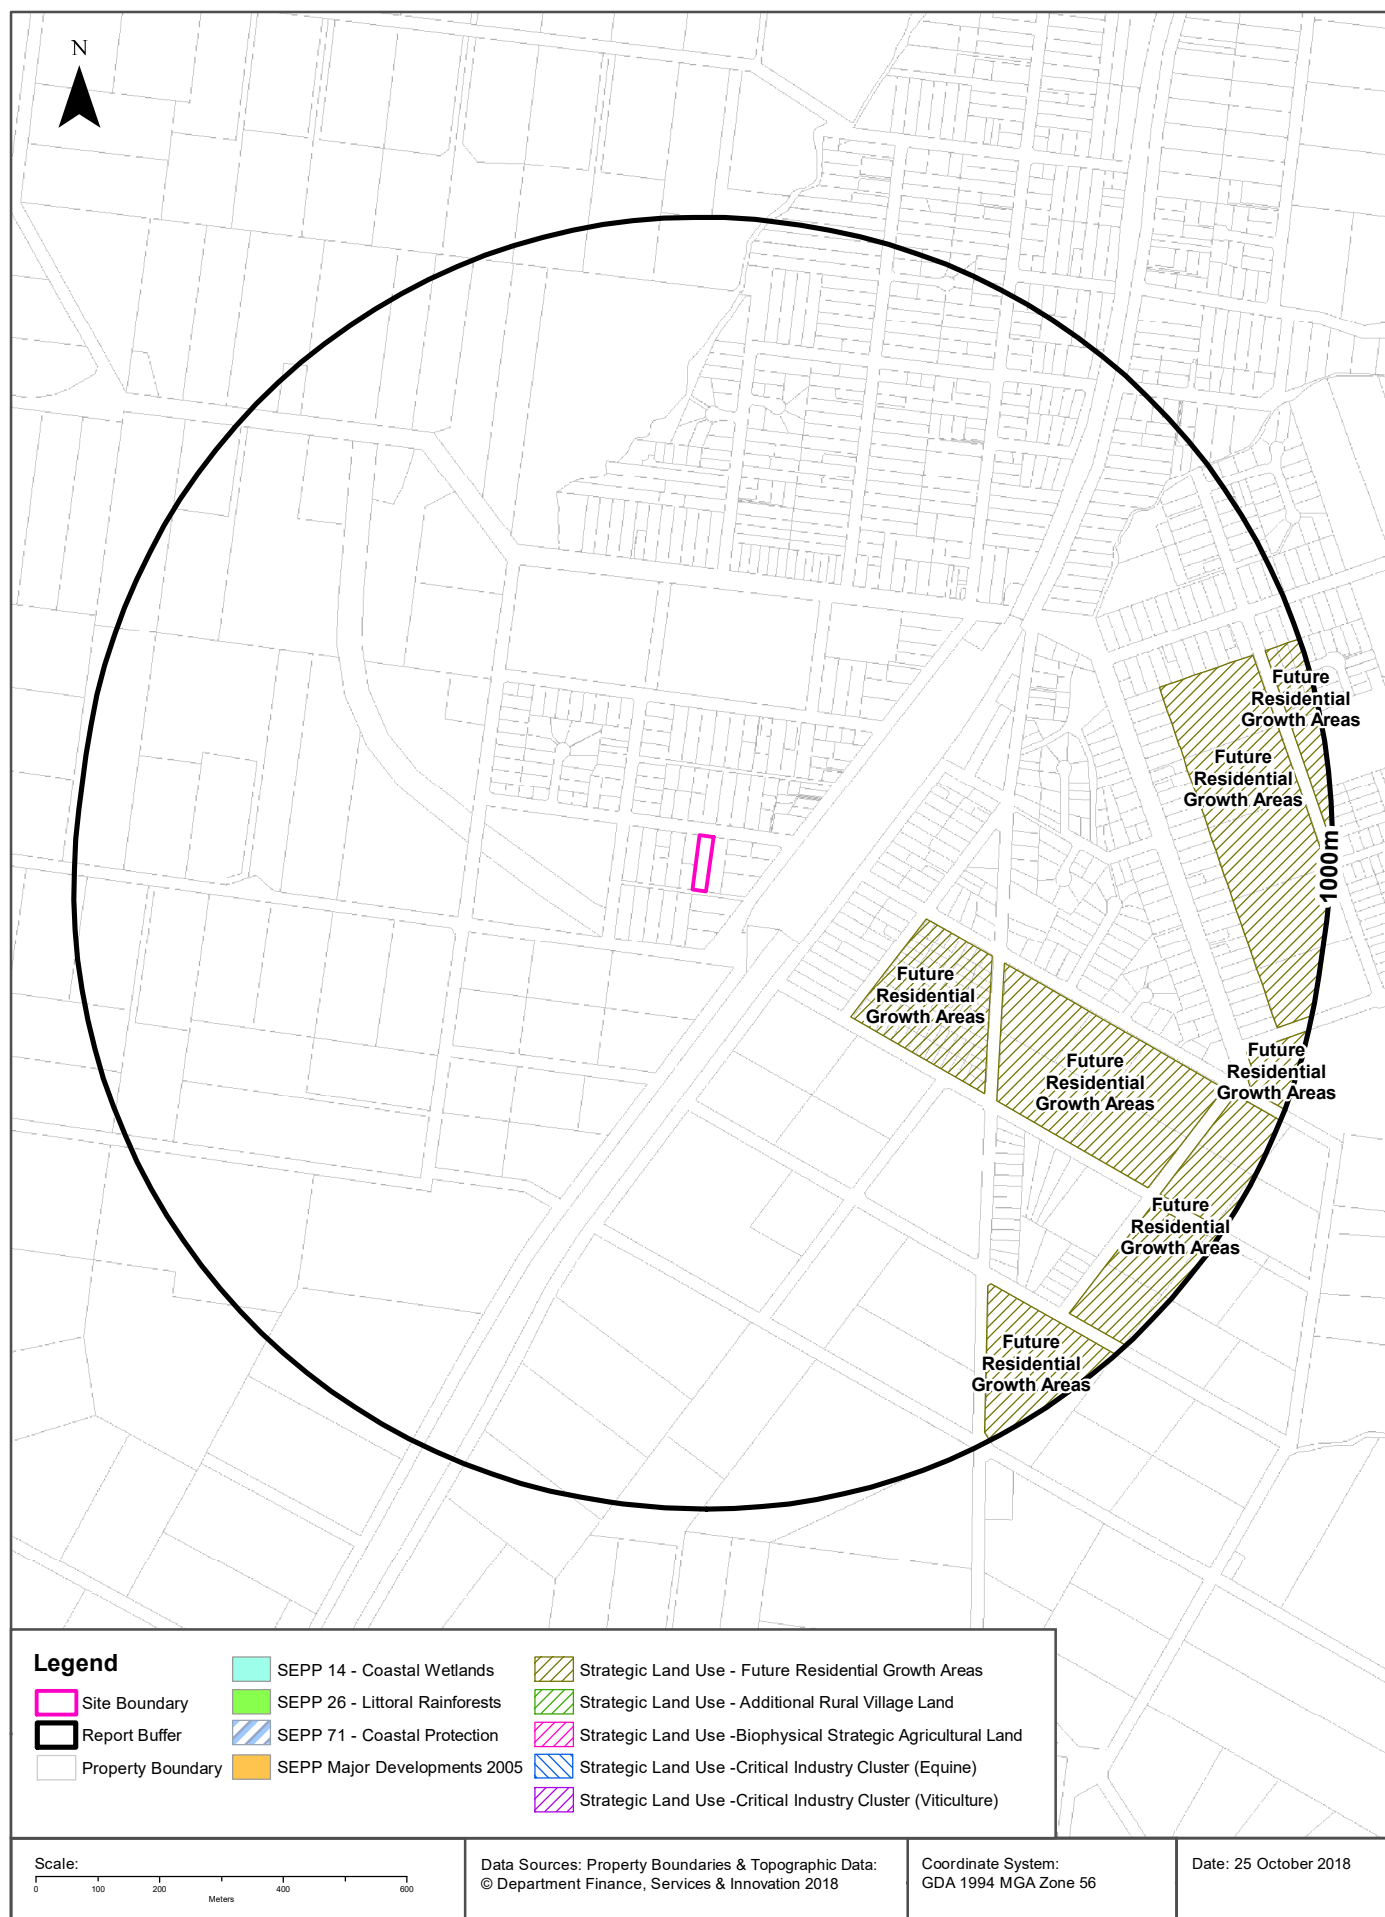 N
Future
Residential
Growth Areas
Future
Residential
Growth Areas
1000m
Future
Residential
Growth Areas
Future
Residential
Growth Areas
Future
Residential
Growth Areas
Future
Residential
Growth Areas
Future
Residential
Growth Areas
Legend
Site Boundary
Report Buffer
Property Boundary
SEPP 14 - Coastal Wetlands
SEPP 26 - Littoral Rainforests
SEPP 71 - Coastal Protection
SEPP Major Developments 2005
Strategic Land Use - Future Residential Growth Areas
Strategic Land Use - Additional Rural Village Land
Strategic Land Use -Biophysical Strategic Agricultural Land
Strategic Land Use -Critical Industry Cluster (Equine)
Strategic Land Use -Critical Industry Cluster (Viticulture)
Scale:
0 100 200 400 600
Meters
Data Sources: Property Boundaries & Topographic Data:
© Department Finance, Services & Innovation 2018
Coordinate System:
GDA 1994 MGA Zone 56
Date: 25 October 2018